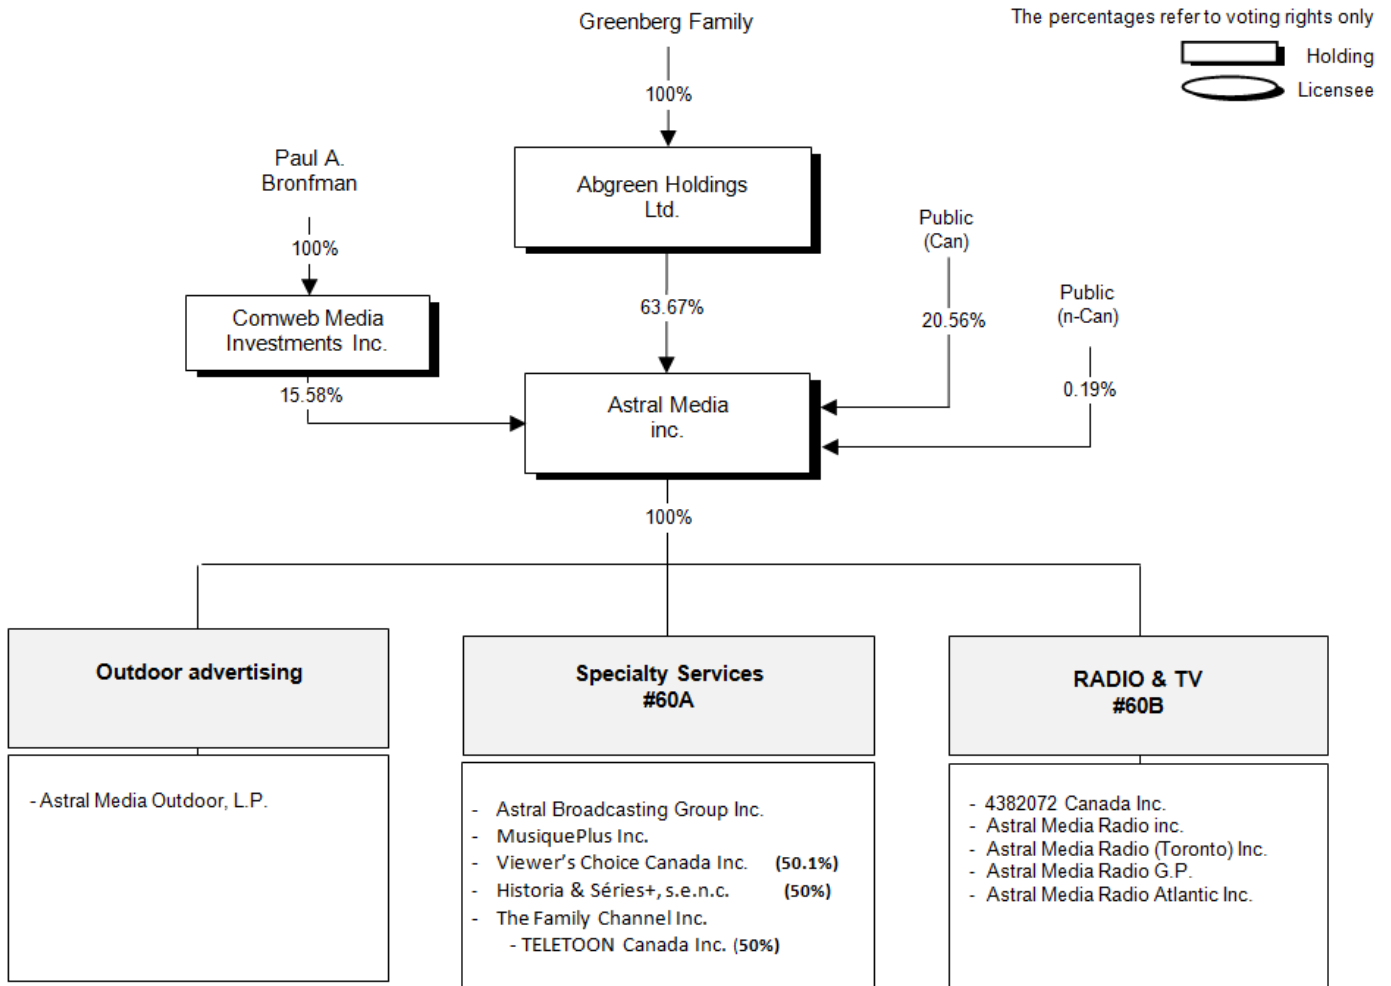 Greenberg Family
The percentages refer to voting rights only
Holding
Licensee
100%
Paul A.
Bronfman
Abgreen Holdings
Ltd.
Public
(Can)
100%
Public
(n-Can)
63.67%
20.56%
Comweb Media
Investments Inc.
15.58%
0.19%
Astral Media
inc.
100%
Outdoor advertising
- Astral Media Outdoor, L.P.
Specialty Services
#60A
- Astral Broadcasting Group Inc.
- MusiquePlus Inc.
- Viewer's Choice Canada Inc. (50.1%)
- Historia & Séries+, s.e.n.c. (50%)
- The Family Channel Inc.
- TELETOON Canada Inc. (50%)
RADIO & TV
#60B
- 4382072 Canada Inc.
- Astral Media Radio inc.
- Astral Media Radio (Toronto) Inc.
- Astral Media Radio G.P.
- Astral Media Radio Atlantic Inc.